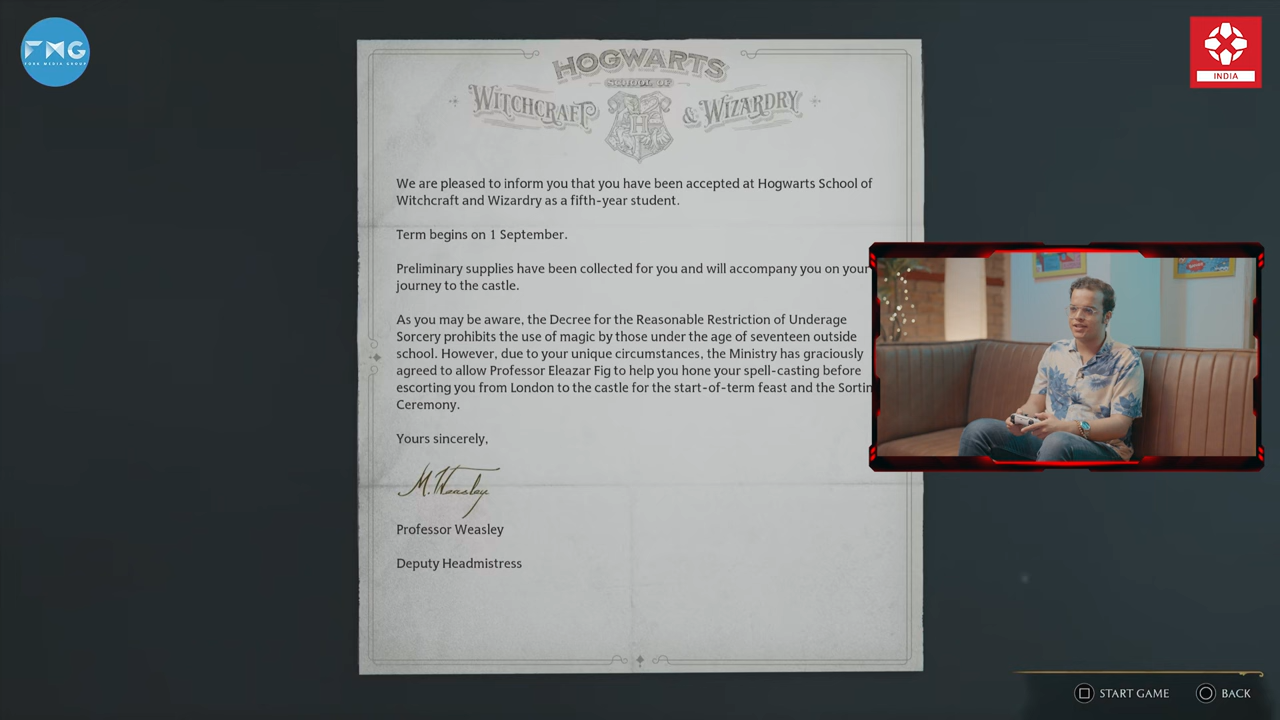 FMG
FORK MEDIA GROUP
INDIA
HOGWARTS
SCHOOL OF
WITCHCRAFT & WIZARDRY
H
We are pleased to inform you that you have been accepted at Hogwarts School of
Witchcraft and Wizardry as a fifth-year student.
Term begins on 1 September.
Preliminary supplies have been collected for you and will accompany you on your
journey to the castle.
As you may be aware, the Decree for the Reasonable Restriction of Underage
Sorcery prohibits the use of magic by those under the age of seventeen outside
school. However, due to your unique circumstances, the Ministry has graciously
agreed to allow Professor Eleazar Fig to help you hone your spell-casting before
escorting you from London to the castle for the start-of-term feast and the Sortin
Ceremony.
Yours sincerely,
M. Weasley
Professor Weasley
Deputy Headmistress
START GAME
BACK